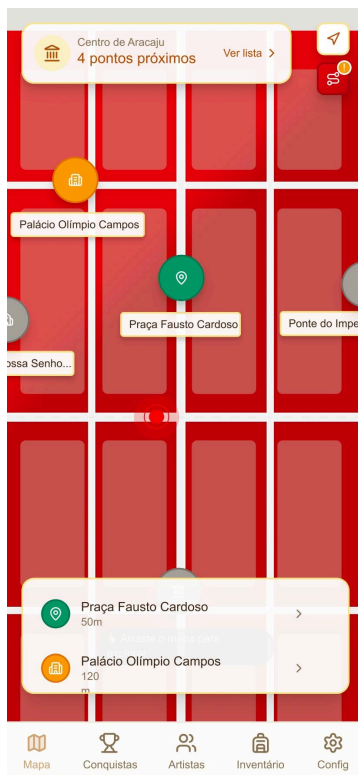 Centro de Aracaju
4 pontos próximos
Ver lista
Palácio Olímpio Campos
Praça Fausto Cardoso
Ponte do Impe
ossa Senho...
Praça Fausto Cardoso
50m
Palácio Olímpio Campos
120
m
Mapa
Conquistas
Artistas
Inventário
Config